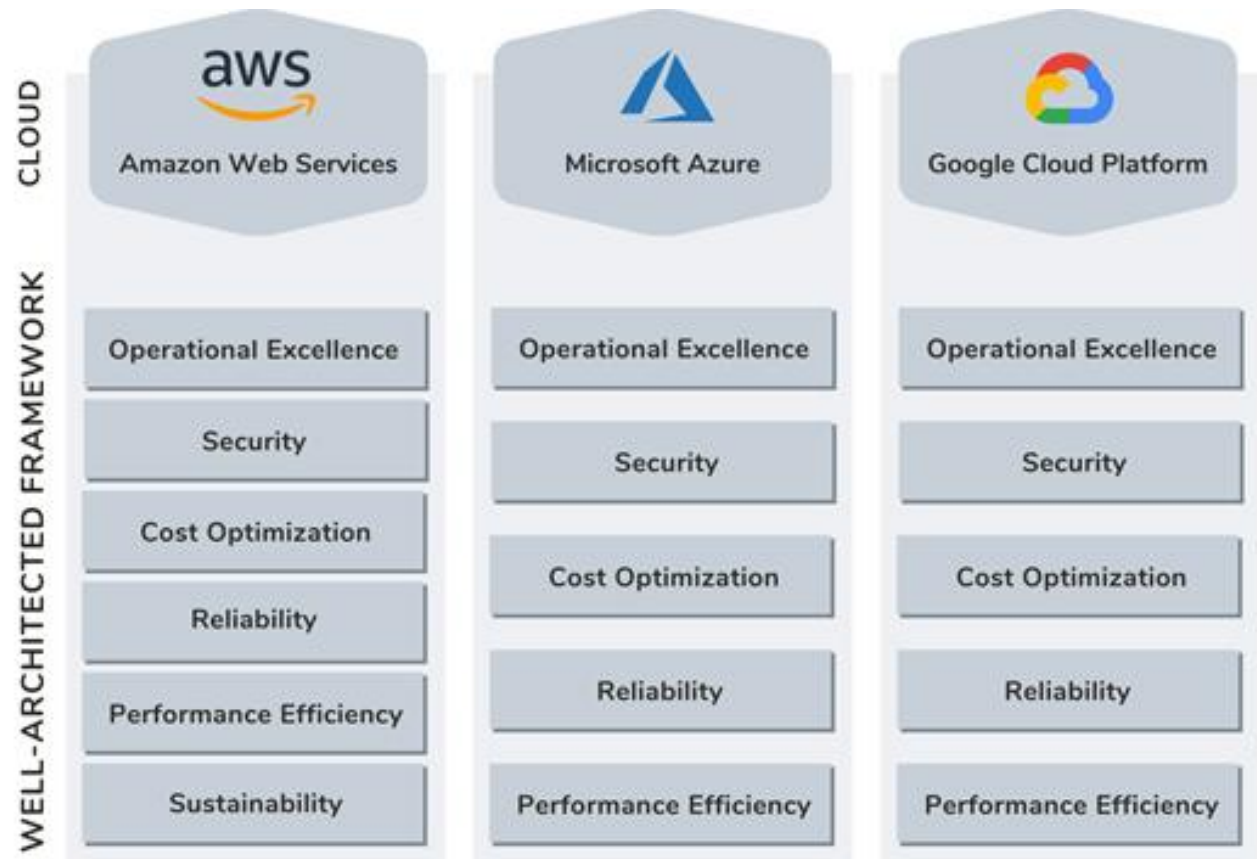 CLOUD
aws
Amazon Web Services
Microsoft Azure
Google Cloud Platform
WELL-ARCHITECTED FRAMEWORK
Operational Excellence
Security
Cost Optimization
Reliability
Performance Efficiency
Sustainability
Operational Excellence
Security
Cost Optimization
Reliability
Performance Efficiency
Operational Excellence
Security
Cost Optimization
Reliability
Performance Efficiency